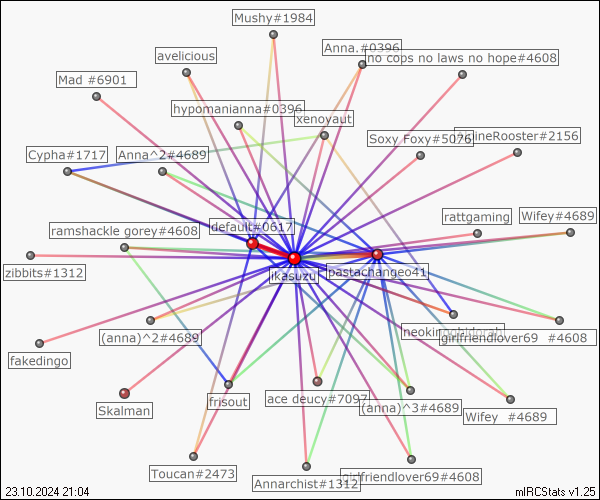 Mushy#1984
Anna.#0396
avelicious
no cops no laws no hope#4608
Mad #6901
hypomanianna#0396
xenoyaut
Soxy Foxy#5076
gineRooster#2156
Cypha#1717
Anna^2#4689
rattgaming
Wifey#4689
ramshackle gorey#4608
default#0617
zibbits#1312
ikasuzu
pastachangeo41
(anna)^2#4689
girlfriendlover69 #4608
fakedingo
Skalman
frisout
ace deucy#7097
(anna)^3#4689
Wifey #4689
Toucan#2473
Annarchist#1312
girlfriendlover69#4608
23.10.2024 21:04
mIRCStats v1.25